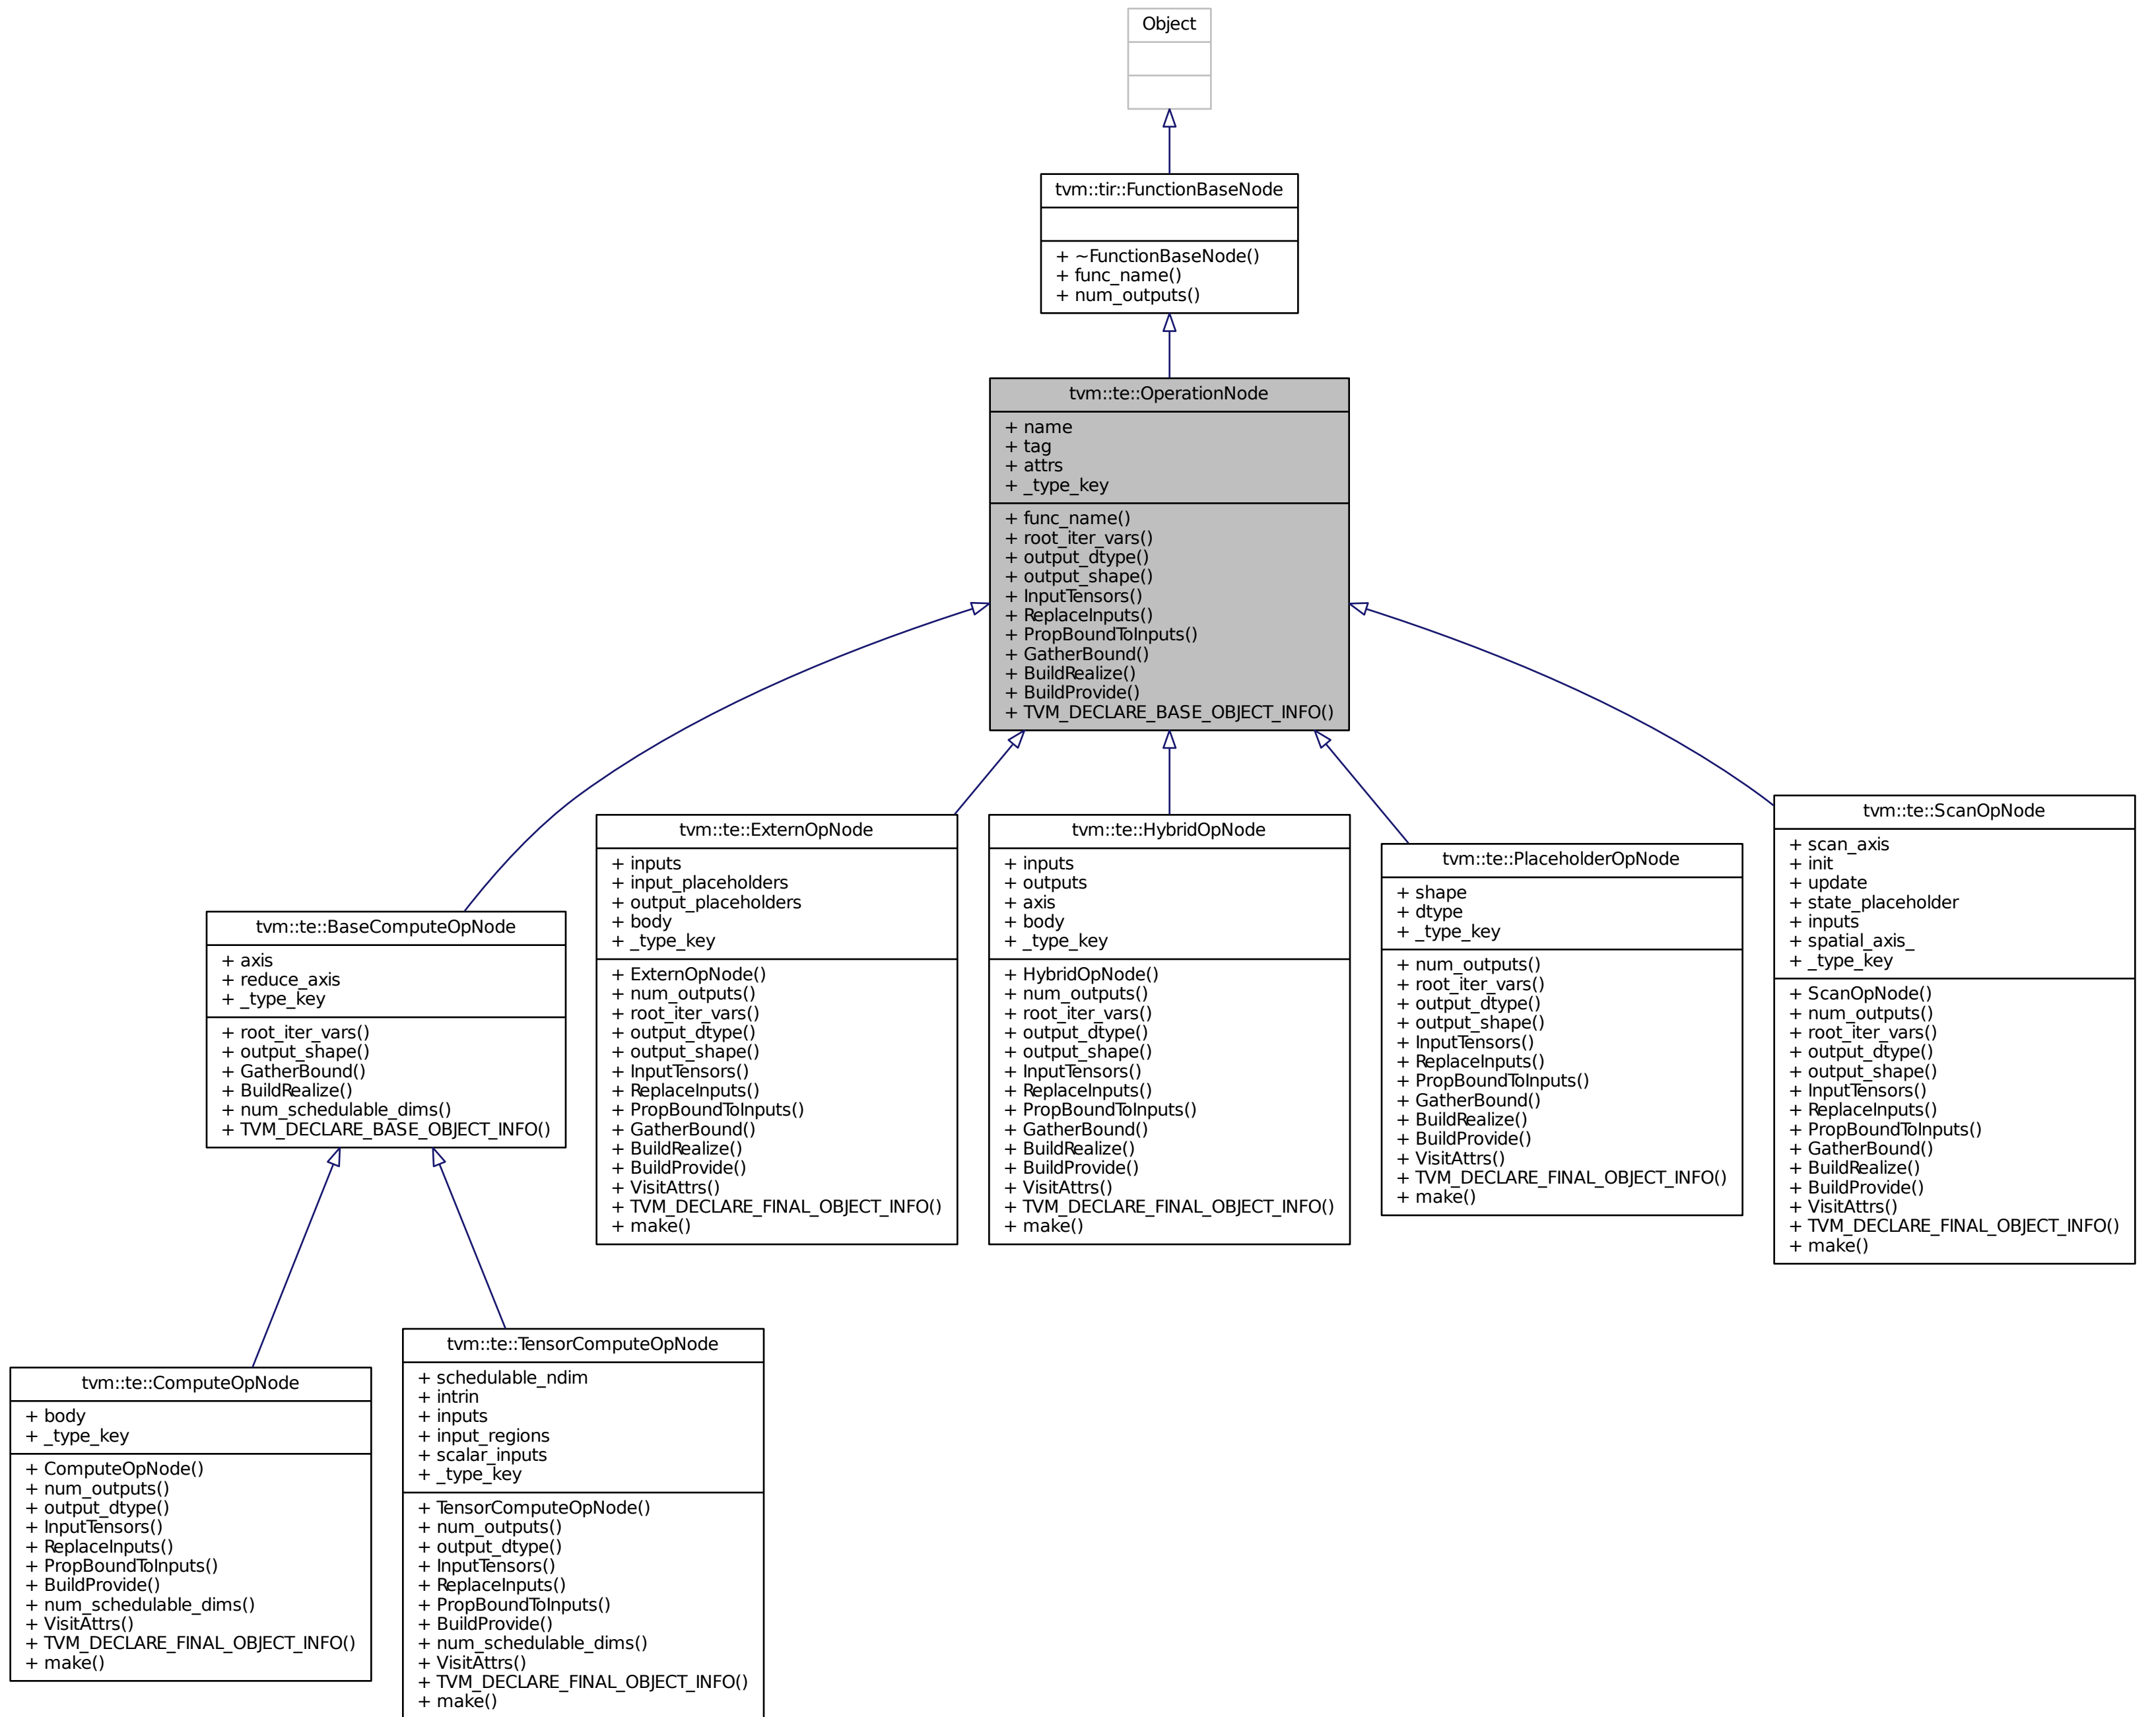 Object
tvm::tir::FunctionBaseNode
+ ~FunctionBaseNode()
+ func_name()
+ num_outputs()
tvm::te::OperationNode
+ name
+ tag
+ attrs
+ _type_key
+ func_name()
+ root_iter_vars()
+ output_dtype()
+ output_shape()
+ InputTensors()
+ ReplaceInputs()
+ PropBoundToInputs()
+ GatherBound()
+ BuildRealize()
+ BuildProvide()
+ TVM_DECLARE_BASE_OBJECT_INFO()
tvm::te::BaseComputeOpNode
+ axis
+ reduce_axis
+ _type_key
+ root_iter_vars()
+ output_shape()
+ GatherBound()
+ BuildRealize()
+ num_schedulable_dims()
+ TVM_DECLARE_BASE_OBJECT_INFO()
tvm::te::ExternOpNode
+ inputs
+ input_placeholders
+ output_placeholders
+ body
+ _type_key
+ ExternOpNode()
+ num_outputs()
+ root_iter_vars()
+ output_dtype()
+ output_shape()
+ InputTensors()
+ ReplaceInputs()
+ PropBoundToInputs()
+ GatherBound()
+ BuildRealize()
+ BuildProvide()
+ VisitAttrs()
+ TVM_DECLARE_FINAL_OBJECT_INFO()
+ make()
tvm::te::HybridOpNode
+ inputs
+ outputs
+ axis
+ body
+ _type_key
+ HybridOpNode()
+ num_outputs()
+ root_iter_vars()
+ output_dtype()
+ output_shape()
+ InputTensors()
+ ReplaceInputs()
+ PropBoundToInputs()
+ GatherBound()
+ BuildRealize()
+ BuildProvide()
+ VisitAttrs()
+ TVM_DECLARE_FINAL_OBJECT_INFO()
+ make()
tvm::te::PlaceholderOpNode
+ shape
+ dtype
+ _type_key
+ num_outputs()
+ root_iter_vars()
+ output_dtype()
+ output_shape()
+ InputTensors()
+ ReplaceInputs()
+ PropBoundToInputs()
+ GatherBound()
+ BuildRealize()
+ BuildProvide()
+ VisitAttrs()
+ TVM_DECLARE_FINAL_OBJECT_INFO()
+ make()
tvm::te::ScanOpNode
+ scan_axis
+ init
+ update
+ state_placeholder
+ inputs
+ spatial_axis_
+ _type_key
+ ScanOpNode()
+ num_outputs()
+ root_iter_vars()
+ output_dtype()
+ output_shape()
+ InputTensors()
+ ReplaceInputs()
+ PropBoundToInputs()
+ GatherBound()
+ BuildRealize()
+ BuildProvide()
+ VisitAttrs()
+ TVM_DECLARE_FINAL_OBJECT_INFO()
+ make()
tvm::te::ComputeOpNode
+ body
+ _type_key
+ ComputeOpNode()
+ num_outputs()
+ output_dtype()
+ InputTensors()
+ ReplaceInputs()
+ PropBoundToInputs()
+ BuildProvide()
+ num_schedulable_dims()
+ VisitAttrs()
+ TVM_DECLARE_FINAL_OBJECT_INFO()
+ make()
tvm::te::TensorComputeOpNode
+ schedulable_ndim
+ intrin
+ inputs
+ input_regions
+ scalar_inputs
+ _type_key
+ TensorComputeOpNode()
+ num_outputs()
+ output_dtype()
+ InputTensors()
+ ReplaceInputs()
+ PropBoundToInputs()
+ BuildProvide()
+ num_schedulable_dims()
+ VisitAttrs()
+ TVM_DECLARE_FINAL_OBJECT_INFO()
+ make()